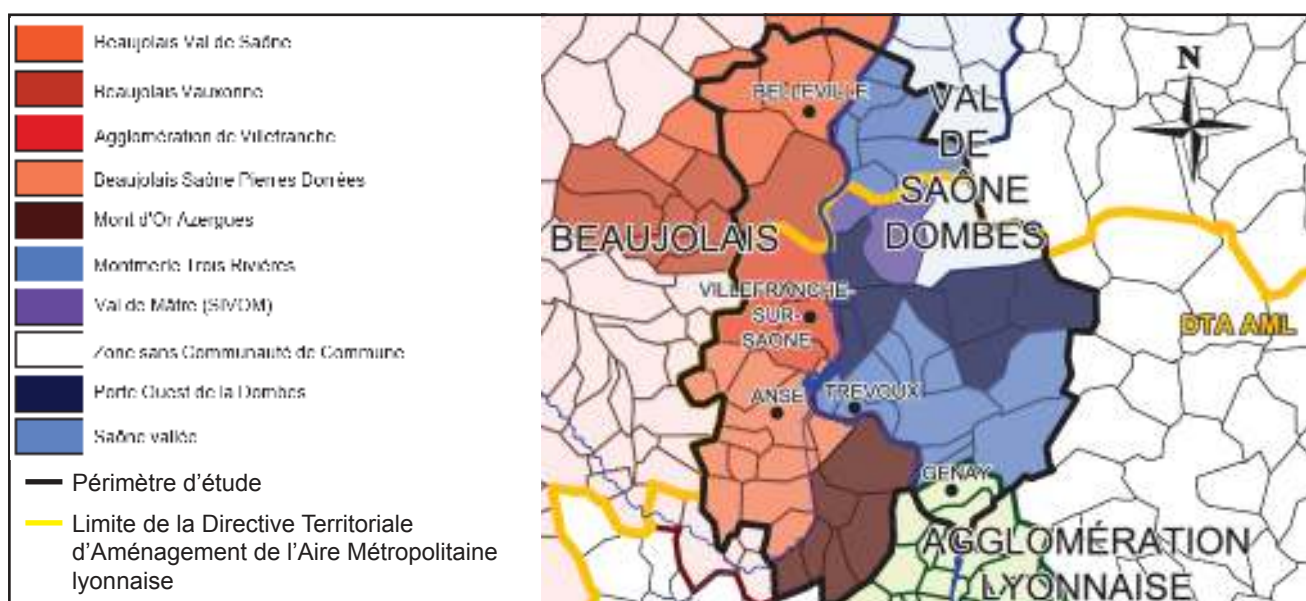 Beaujolais Val de Saône
Beaujolais Vauxonne
Agglomération de Villefranche
Beaujolais Saône Pierres Dorrées
Mont d'Or Azergues
Montmerle Trois Rivières
Val de Mâtre (SIVOM)
Zone sans Communauté de Commune
Porte Ouest de la Dombes
Saône vallée
Périmètre d'étude
Limite de la Directive Territoriale
d'Aménagement de l'Aire Métropolitaine
lyonnaise
N
BELLEVILLE
VAL
DE
SAÔNE
DOMBES
BEAUJOLAIS
VILLEFRANCHE-
SUR-
SAÔNE
DTA AML
ANSE
TREVOUX
GENAY
AGGLOMÉRATION
LYONNAISE